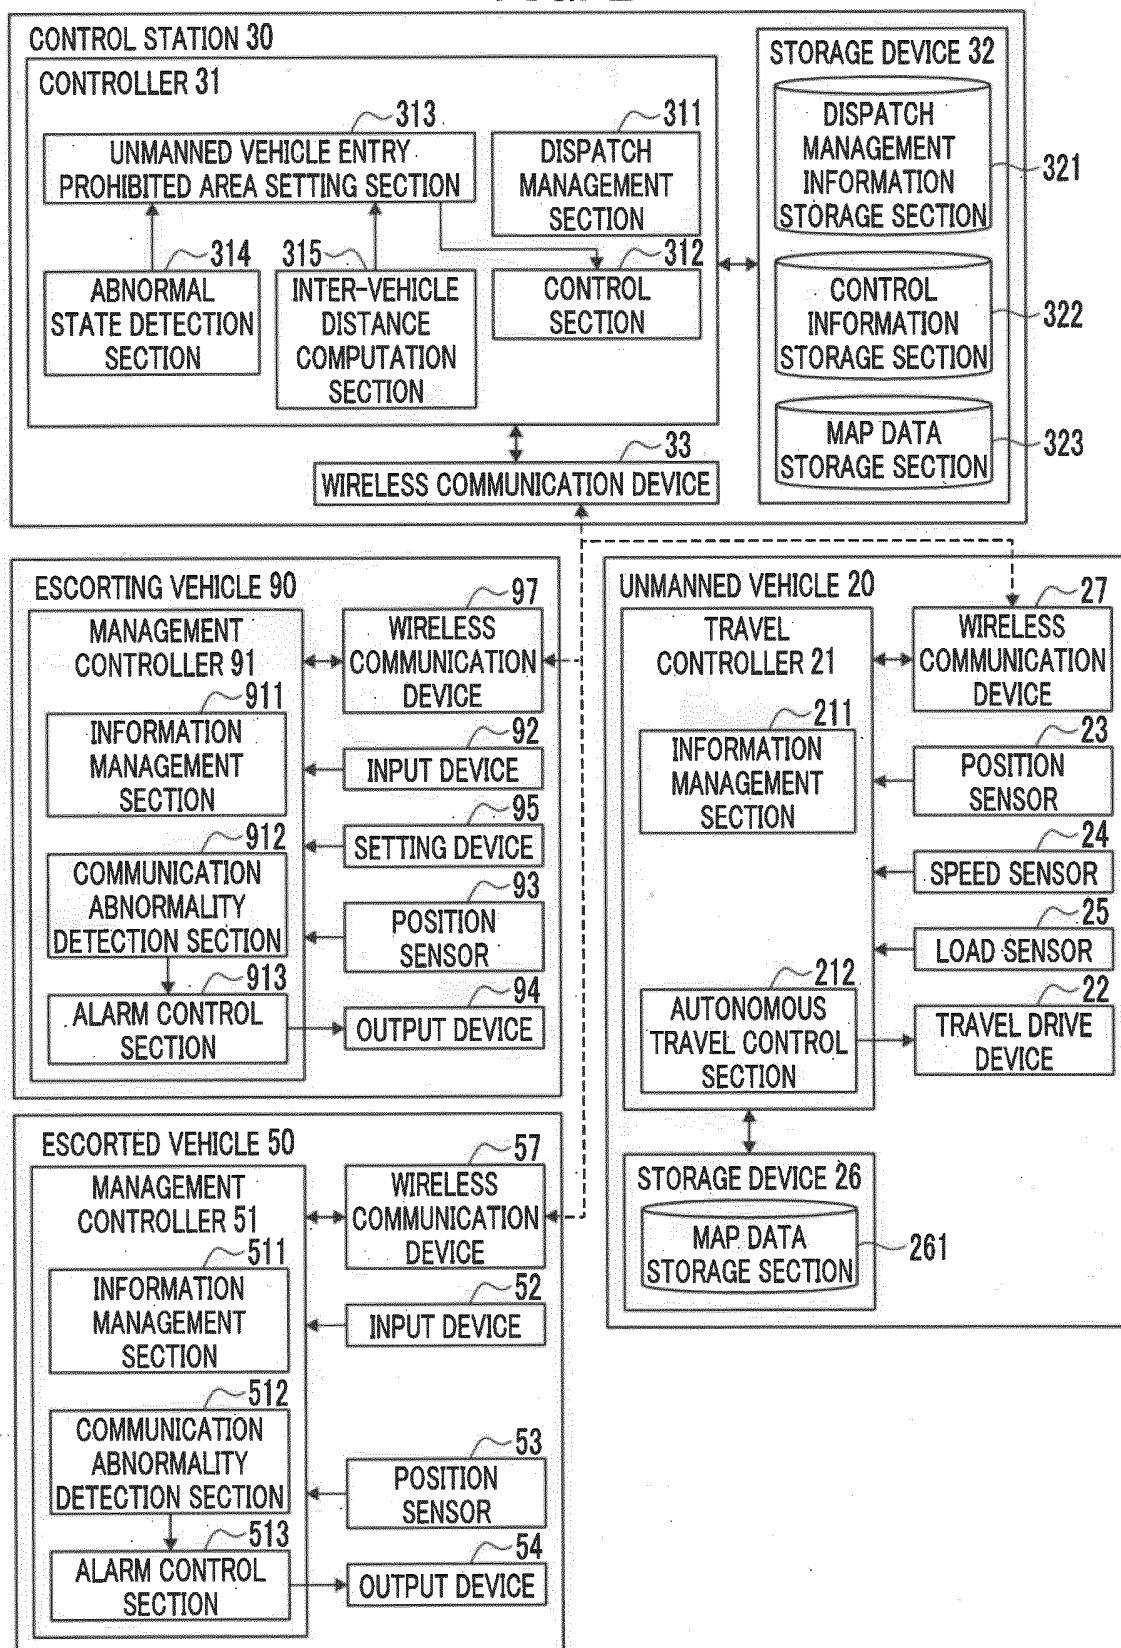 CONTROL STATION 30
CONTROLLER 31
313
UNMANNED VEHICLE ENTRY
PROHIBITED AREA SETTING SECTION
311
DISPATCH
MANAGEMENT
SECTION
314
ABNORMAL
STATE DETECTION
SECTION
315
INTER-VEHICLE
DISTANCE
COMPUTATION
SECTION
312
CONTROL
SECTION
STORAGE DEVICE 32
DISPATCH
MANAGEMENT
INFORMATION
STORAGE SECTION
321
CONTROL
INFORMATION
STORAGE SECTION
322
MAP DATA
STORAGE SECTION
323
33
WIRELESS COMMUNICATION DEVICE
ESCORTING VEHICLE 90
MANAGEMENT
CONTROLLER 91
911
INFORMATION
MANAGEMENT
SECTION
912
COMMUNICATION
ABNORMALITY
DETECTION SECTION
913
ALARM CONTROL
SECTION
97
WIRELESS
COMMUNICATION
DEVICE
92
INPUT DEVICE
95
SETTING DEVICE
93
POSITION
SENSOR
94
OUTPUT DEVICE
UNMANNED VEHICLE 20
TRAVEL
CONTROLLER 21
211
INFORMATION
MANAGEMENT
SECTION
212
AUTONOMOUS
TRAVEL CONTROL
SECTION
27
WIRELESS
COMMUNICATION
DEVICE
23
POSITION
SENSOR
24
SPEED SENSOR
25
LOAD SENSOR
22
TRAVEL DRIVE
DEVICE
STORAGE DEVICE 26
MAP DATA
STORAGE SECTION
261
ESCORTED VEHICLE 50
MANAGEMENT
CONTROLLER 51
511
INFORMATION
MANAGEMENT
SECTION
512
COMMUNICATION
ABNORMALITY
DETECTION SECTION
513
ALARM CONTROL
SECTION
57
WIRELESS
COMMUNICATION
DEVICE
52
INPUT DEVICE
53
POSITION
SENSOR
54
OUTPUT DEVICE